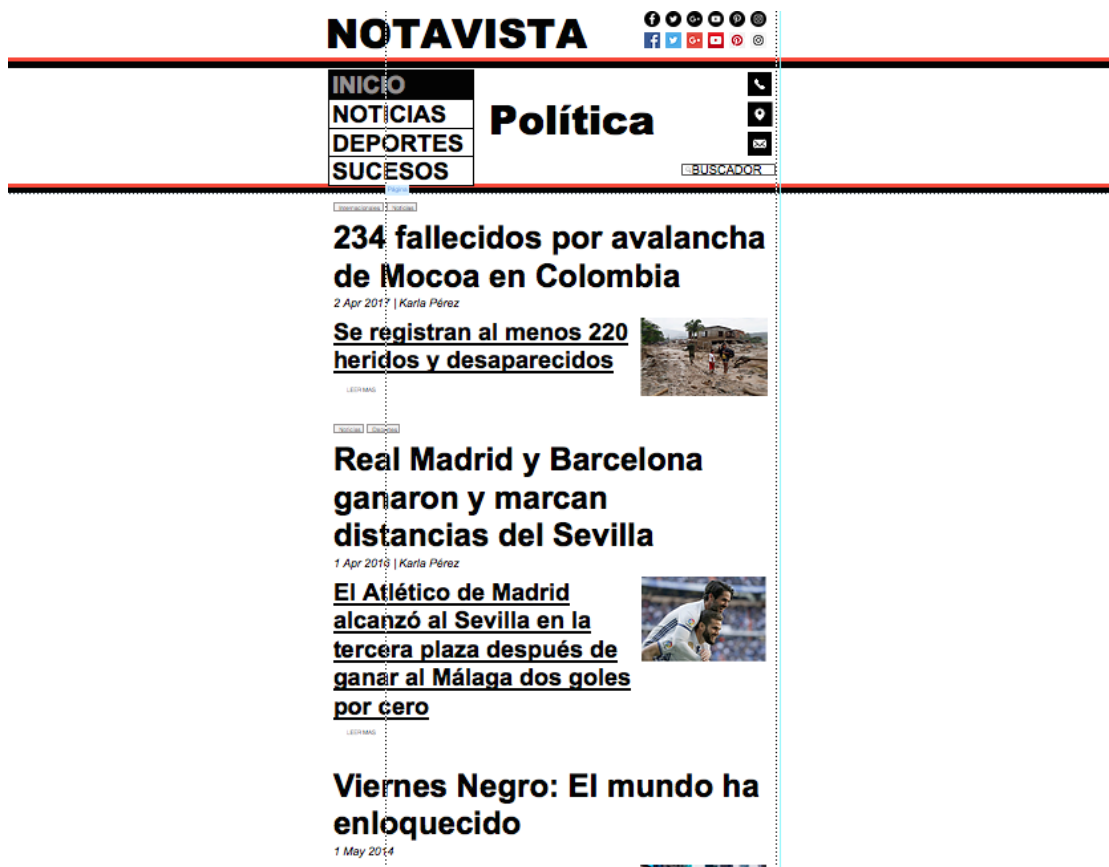 NOTAVISTA
INICIO
NOTICIAS
DEPORTES
SUCESOS
Política
BUSCADOR
Página
Internacionales Noticias
234 fallecidos por avalancha
de Mocoa en Colombia
2 Apr 2017 | Karla Pérez
Se registran al menos 220
heridos y desaparecidos
LEER MAS
Noticias Deportes
Real Madrid y Barcelona
ganaron y marcan
distancias del Sevilla
1 Apr 2016 | Karla Pérez
El Atlético de Madrid
alcanzó al Sevilla en la
tercera plaza después de
ganar al Málaga dos goles
por cero
LEER MAS
Viernes Negro: El mundo ha
enloquecido
1 May 2014